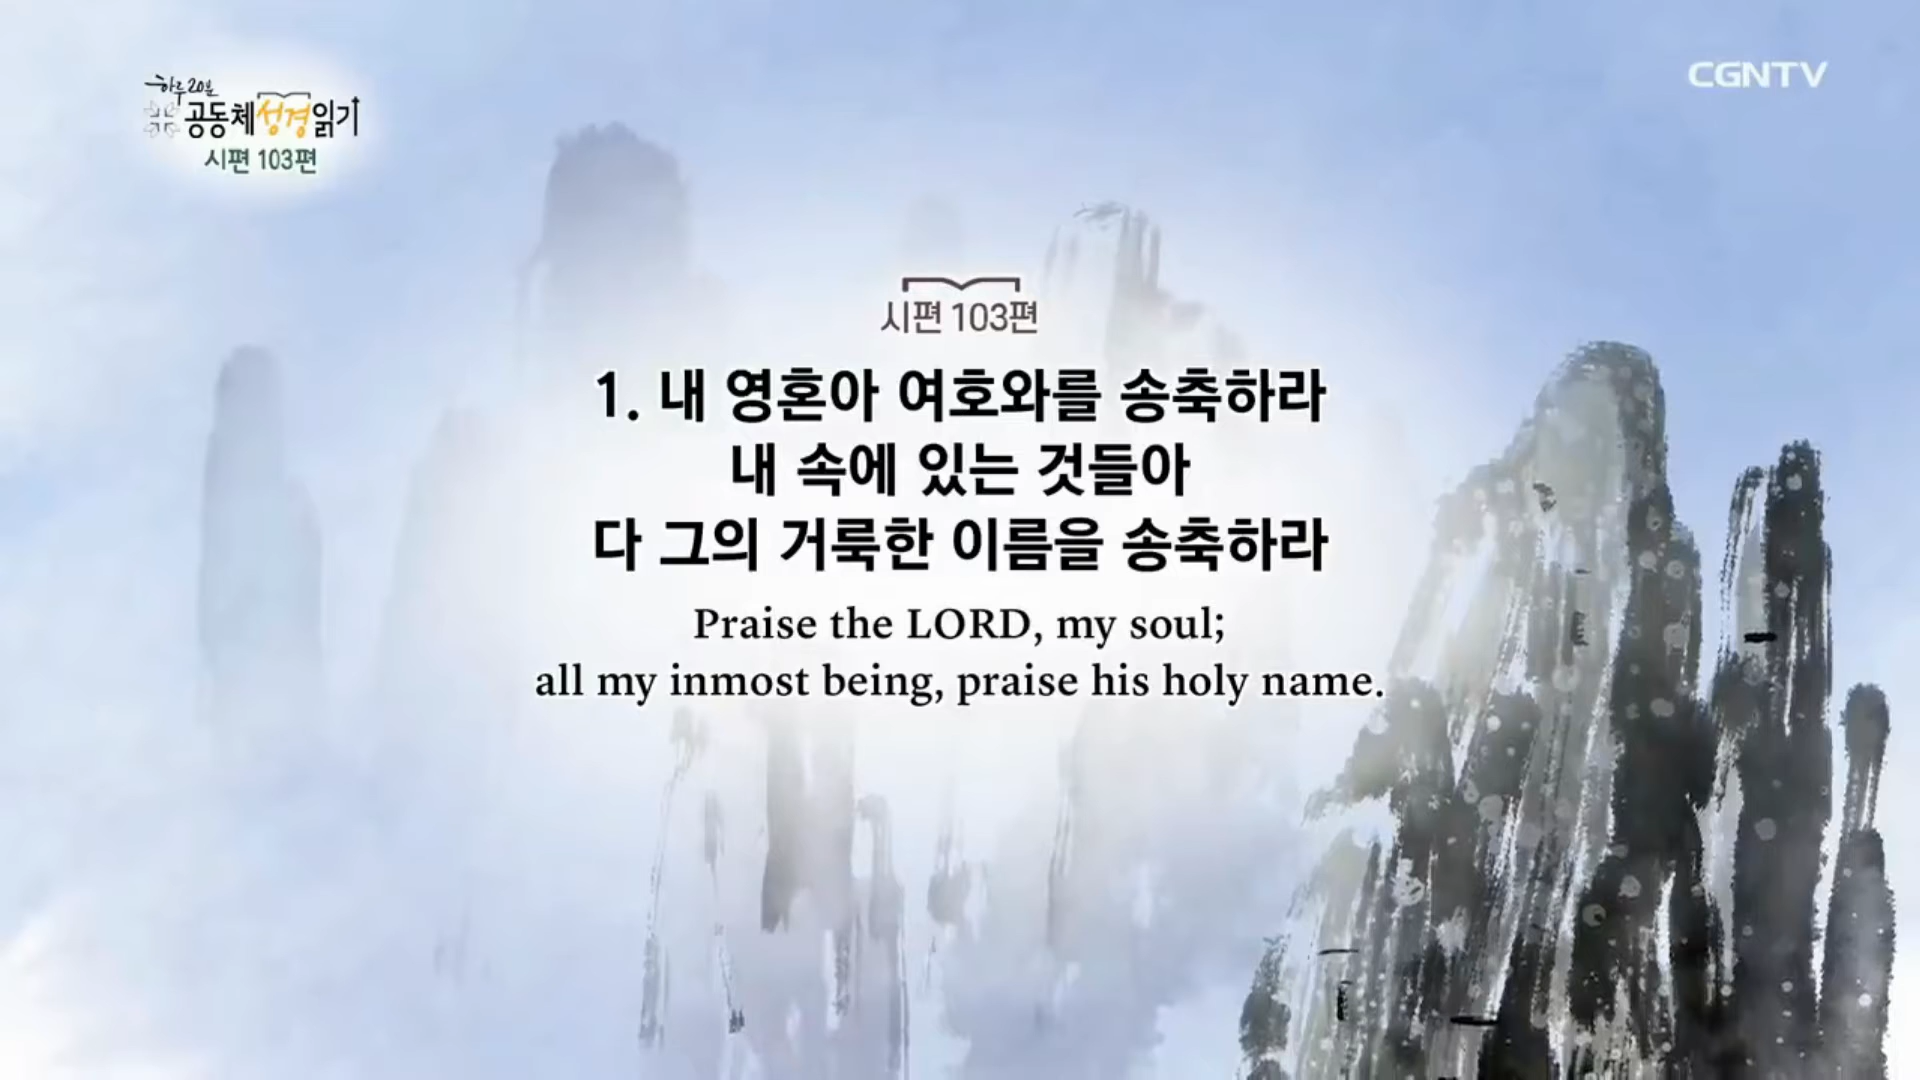 하루 20분
공동체성경읽기
시편 103편
CGNTV
시편 103편
1. 내 영혼아 여호와를 송축하라
내 속에 있는 것들아
다 그의 거룩한 이름을 송축하라
Praise the LORD, my soul;
all my inmost being, praise his holy name.